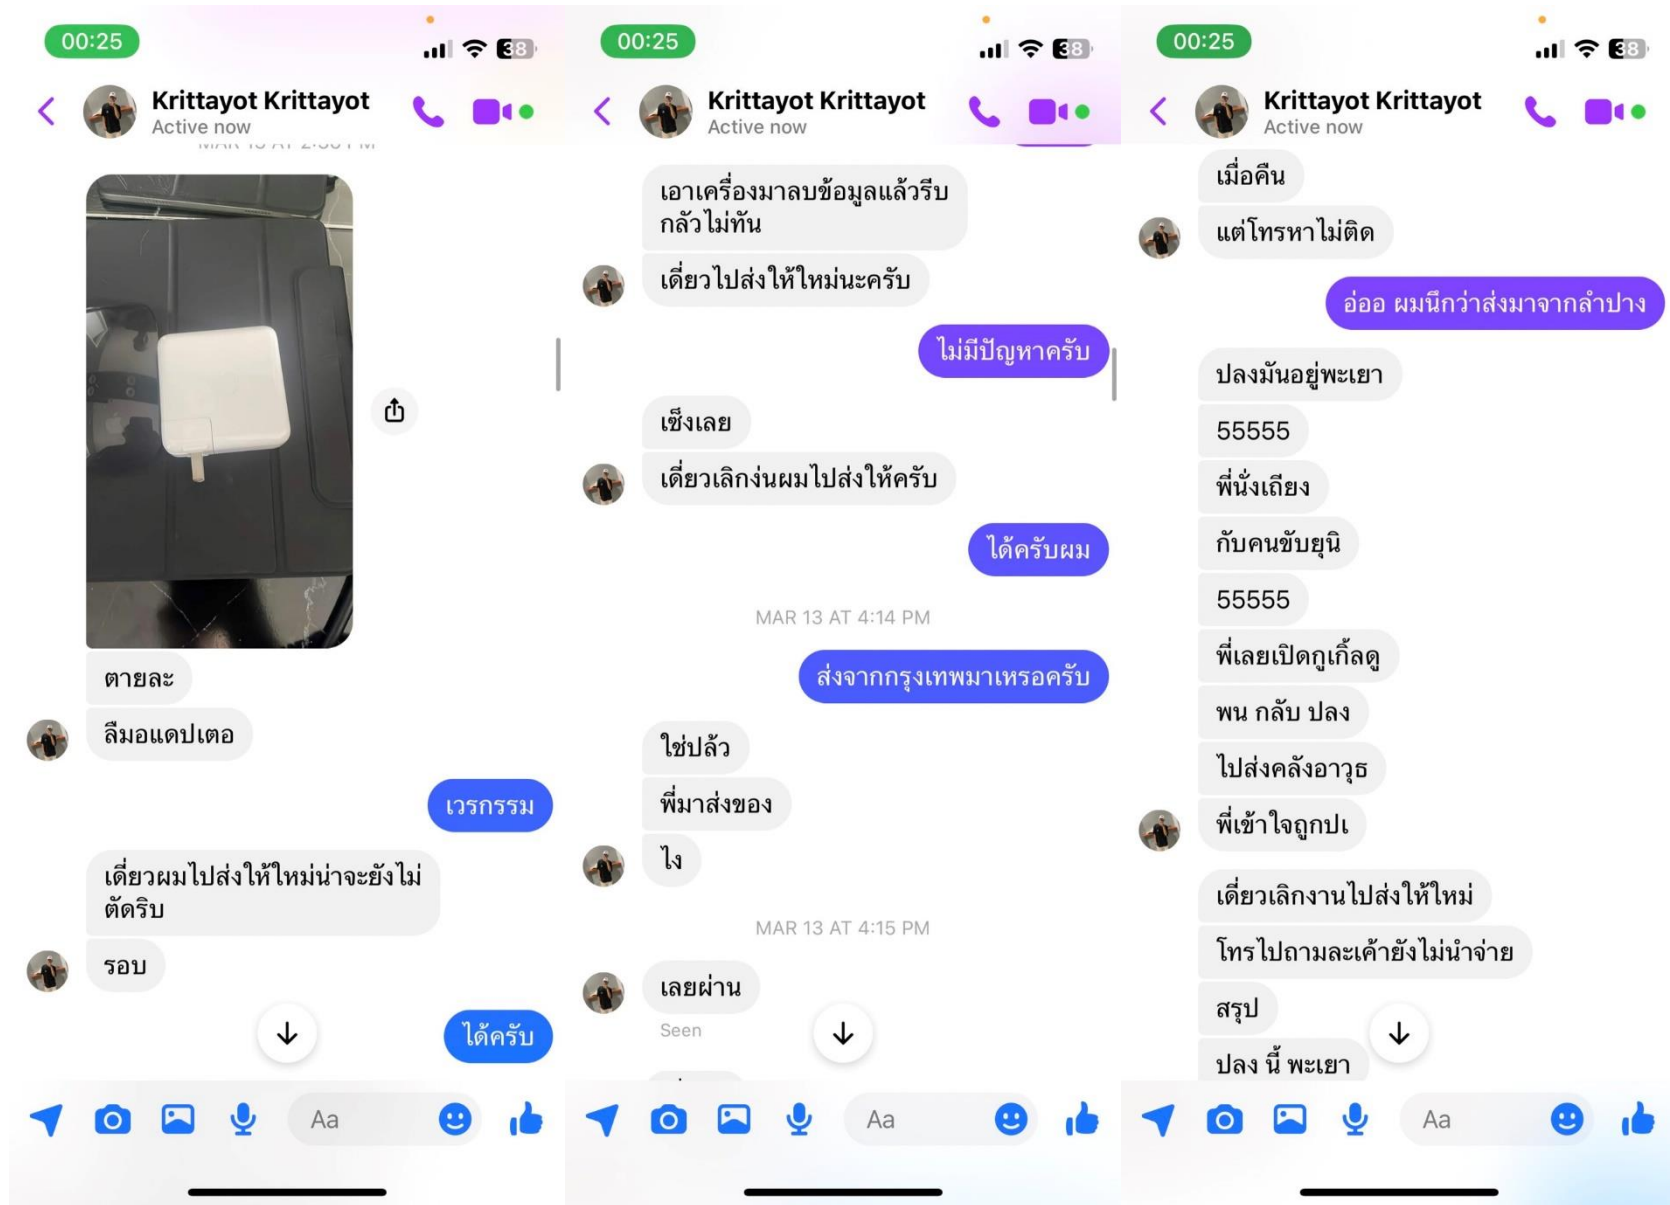 00:25
38
Krittayot Krittayot
Active now
ตายละ
ลืมอแดปเตอ
เวรกรรม
เดี่ยวผมไปส่งให้ใหม่น่าจะยังไม่
ตัดริบ
รอบ
ได้ครับ
Aa
00:25
38
Krittayot Krittayot
Active now
เอาเครื่องมาลบข้อมูลแล้วรีบ
กลัวไม่ทัน
เดี่ยวไปส่งให้ใหม่นะครับ
ไม่มีปัญหาครับ
เซ็งเลย
เดี่ยวเลิกง่นผมไปส่งให้ครับ
ได้ครับผม
MAR 13 AT 4:14 PM
ส่งจากกรุงเทพมาเหรอครับ
ใช่ปล้ว
พี่มาส่งของ
ไง
MAR 13 AT 4:15 PM
เลยผ่าน
Seen
Aa
00:25
38
Krittayot Krittayot
Active now
เมื่อคืน
แต่โทรหาไม่ติด
อ่ออ ผมนึกว่าส่งมาจากลำปาง
ปลงมันอยู่พะเยา
55555
พี่นั่งเถียง
กับคนขับยุนิ
55555
พี่เลยเปิดกูเกิ้ลดู
พน กลับ ปลง
ไปส่งคลังอาวุธ
พี่เข้าใจถูกปเ
เดี่ยวเลิกงานไปส่งให้ใหม่
โทรไปถามละเค้ายังไม่นำจ่าย
สรุป
ปลง นี้ พะเยา
Aa